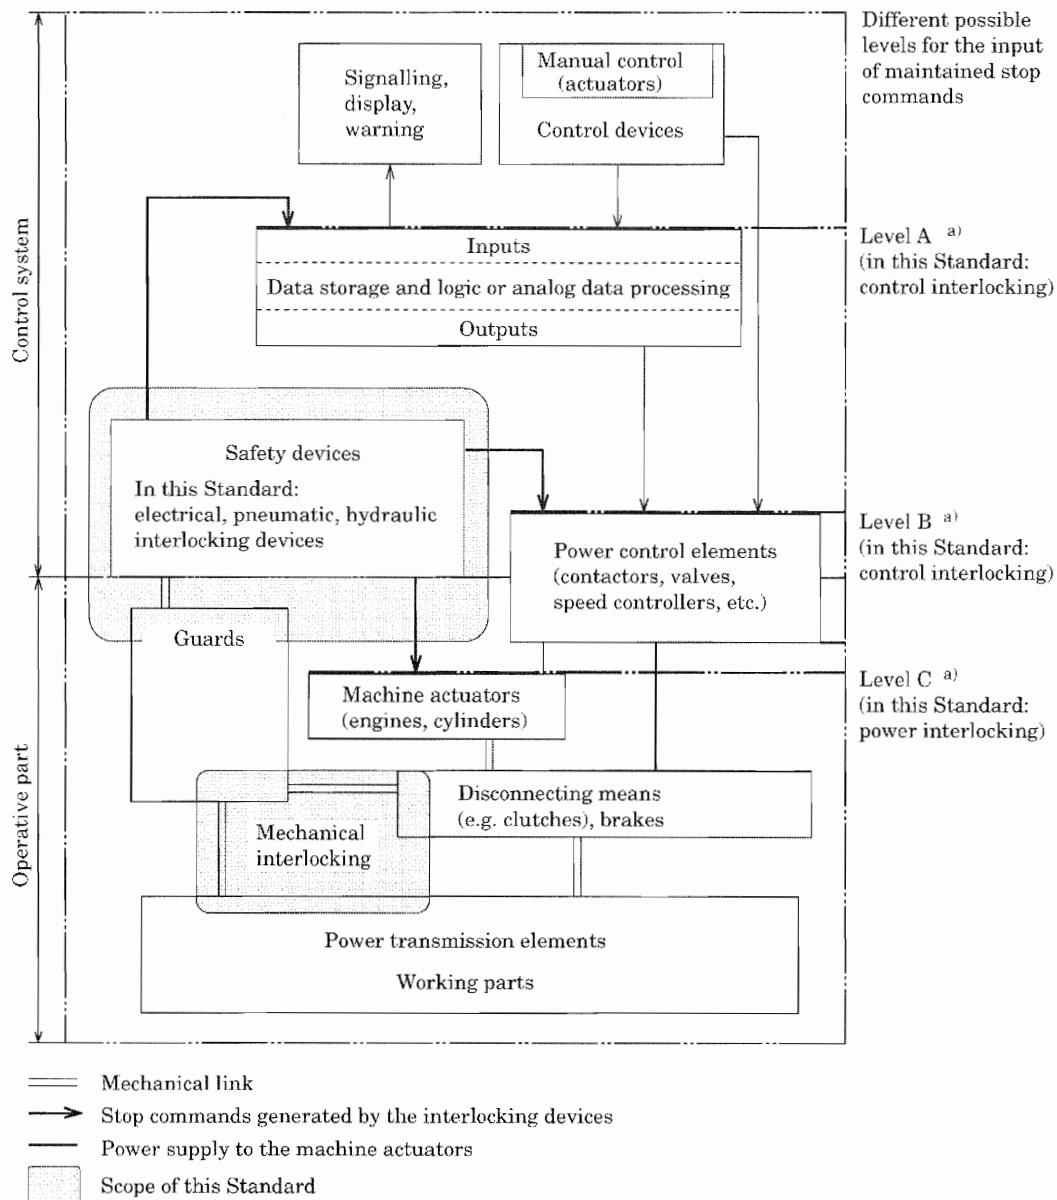 Different possible
levels for the input
of maintained stop
commands
Signalling,
display,
warning
Manual control
(actuators)
Control devices
Control system
Level A a)
(in this Standard:
control interlocking)
Inputs
Data storage and logic or analog data processing
Outputs
Safety devices
In this Standard:
electrical, pneumatic, hydraulic
interlocking devices
Level B a)
(in this Standard:
control interlocking)
Power control elements
(contactors, valves,
speed controllers, etc.)
Guards
Level C a)
(in this Standard:
power interlocking)
Machine actuators
(engines, cylinders)
Operative part
Disconnecting means
(e.g. clutches), brakes
Mechanical
interlocking
Power transmission elements
Working parts
Mechanical link
Stop commands generated by the interlocking devices
Power supply to the machine actuators
Scope of this Standard